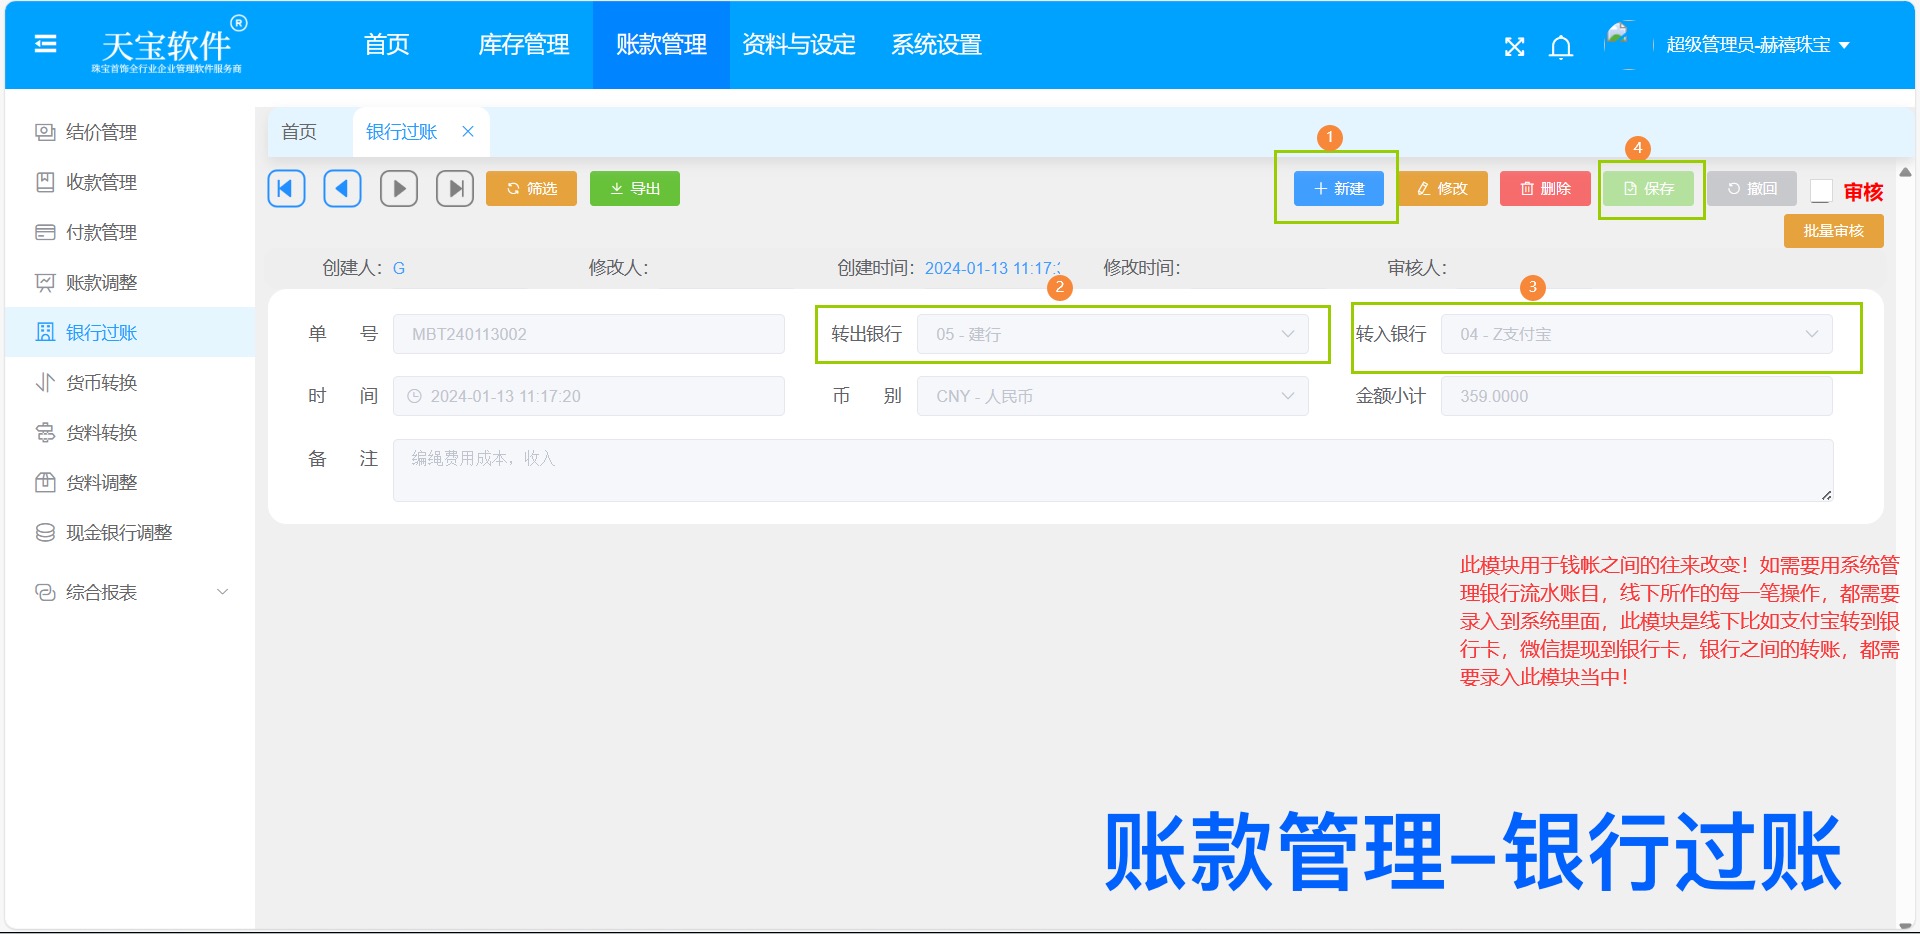 天宝软件®
珠宝首饰全行业企业管理软件服务商
首页 库存管理 账款管理 资料与设定 系统设置
超级管理员-赫禧珠宝
结价管理
收款管理
付款管理
账款调整
银行过账
货币转换
货料转换
货料调整
现金银行调整
综合报表
首页 银行过账
1
4
筛选 导出 新建 修改 删除 保存 撤回 审核
批量审核
创建人： G 修改人： 创建时间： 2024-01-13 11:17: 修改时间： 审核人：
2
3
单 号 MBT240113002 转出银行 05 - 建行 转入银行 04 - Z支付宝
时 间 2024-01-13 11:17:20 币 别 CNY - 人民币 金额小计 359.0000
备 注 编绳费用成本，收入
此模块用于钱帐之间的往来改变！如需要用系统管
理银行流水账目，线下所作的每一笔操作，都需要
录入到系统里面，此模块是线下比如支付宝转到银
行卡，微信提现到银行卡，银行之间的转账，都需
要录入此模块当中！
账款管理–银行过账